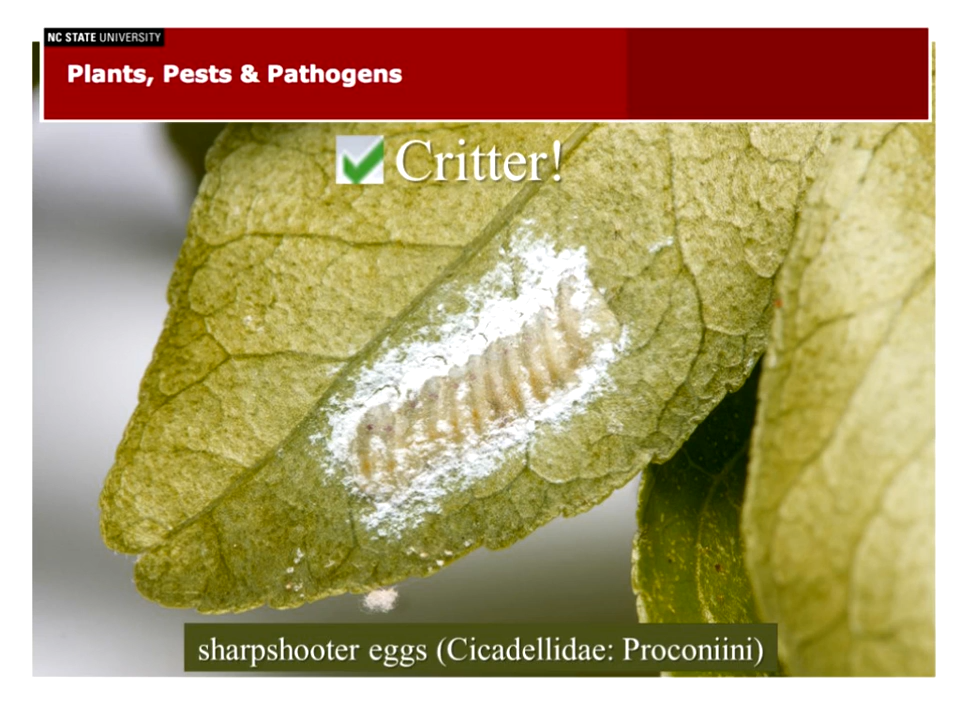 NC STATE UNIVERSITY
Plants, Pests & Pathogens
Critter!
sharpshooter eggs (Cicadellidae: Proconiini)